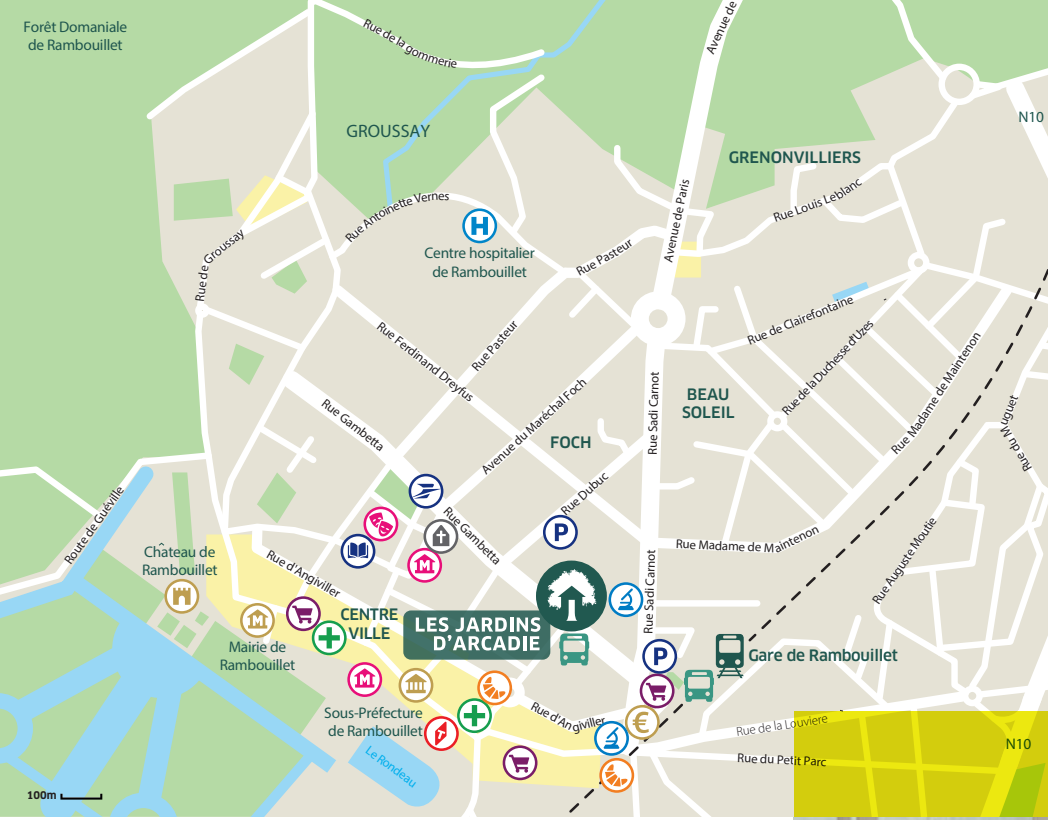 Forêt Domaniale
de Rambouillet
Rue de la gommerie
Avenue de
N10
GROUSSAY
GRENONVILLIERS
Rue Antoinette Vernes
Rue Louis Leblanc
Avenue de Paris
H
Centre hospitalier
de Rambouillet
Rue Pasteur
Rue de Groussay
Rue de Clairefontaine
Rue Ferdinand Dreyfus
Rue Pasteur
Rue de la Duchesse d'Uzes
Rue Madame de Maintenon
Rue Gambetta
Avenue du Maréchal Foch
Rue Sadi Carnot
BEAU
SOLEIL
Rue du Muguet
FOCH
Rue Dubuc
Route de Guéville
Rue Gambetta
P
Rue Madame de Maintenon
Château de
Rambouillet
Rue d'Angiviller
M
Rue Auguste Moutie
Rue Sadi Carnot
M
CENTRE
VILLE
LES JARDINS
D'ARCADIE
Mairie de
Rambouillet
P
Gare de Rambouillet
M
Sous-Préfecture
de Rambouillet
Rue d'Angiviller
€
Rue de la Louviere
N10
Le Rondeau
Rue du Petit Parc
100m